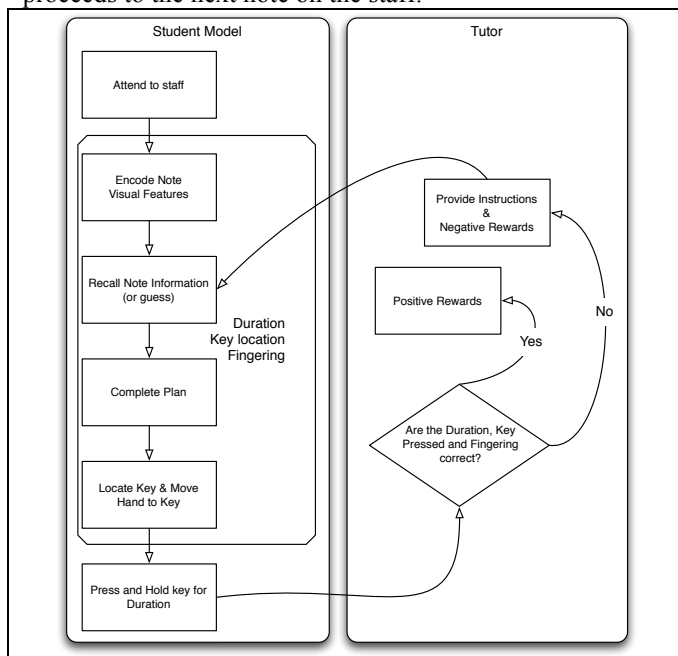 proceeds to the next note on the staff.
Student Model
Attend to staff
Encode Note
Visual Features
Recall Note Information
(or guess)
Duration
Key location
Fingering
Complete Plan
Locate Key & Move
Hand to Key
Press and Hold key for
Duration
Tutor
Provide Instructions
&
Negative Rewards
Positive Rewards
No
Yes
Are the Duration, Key
Pressed and Fingering
correct?